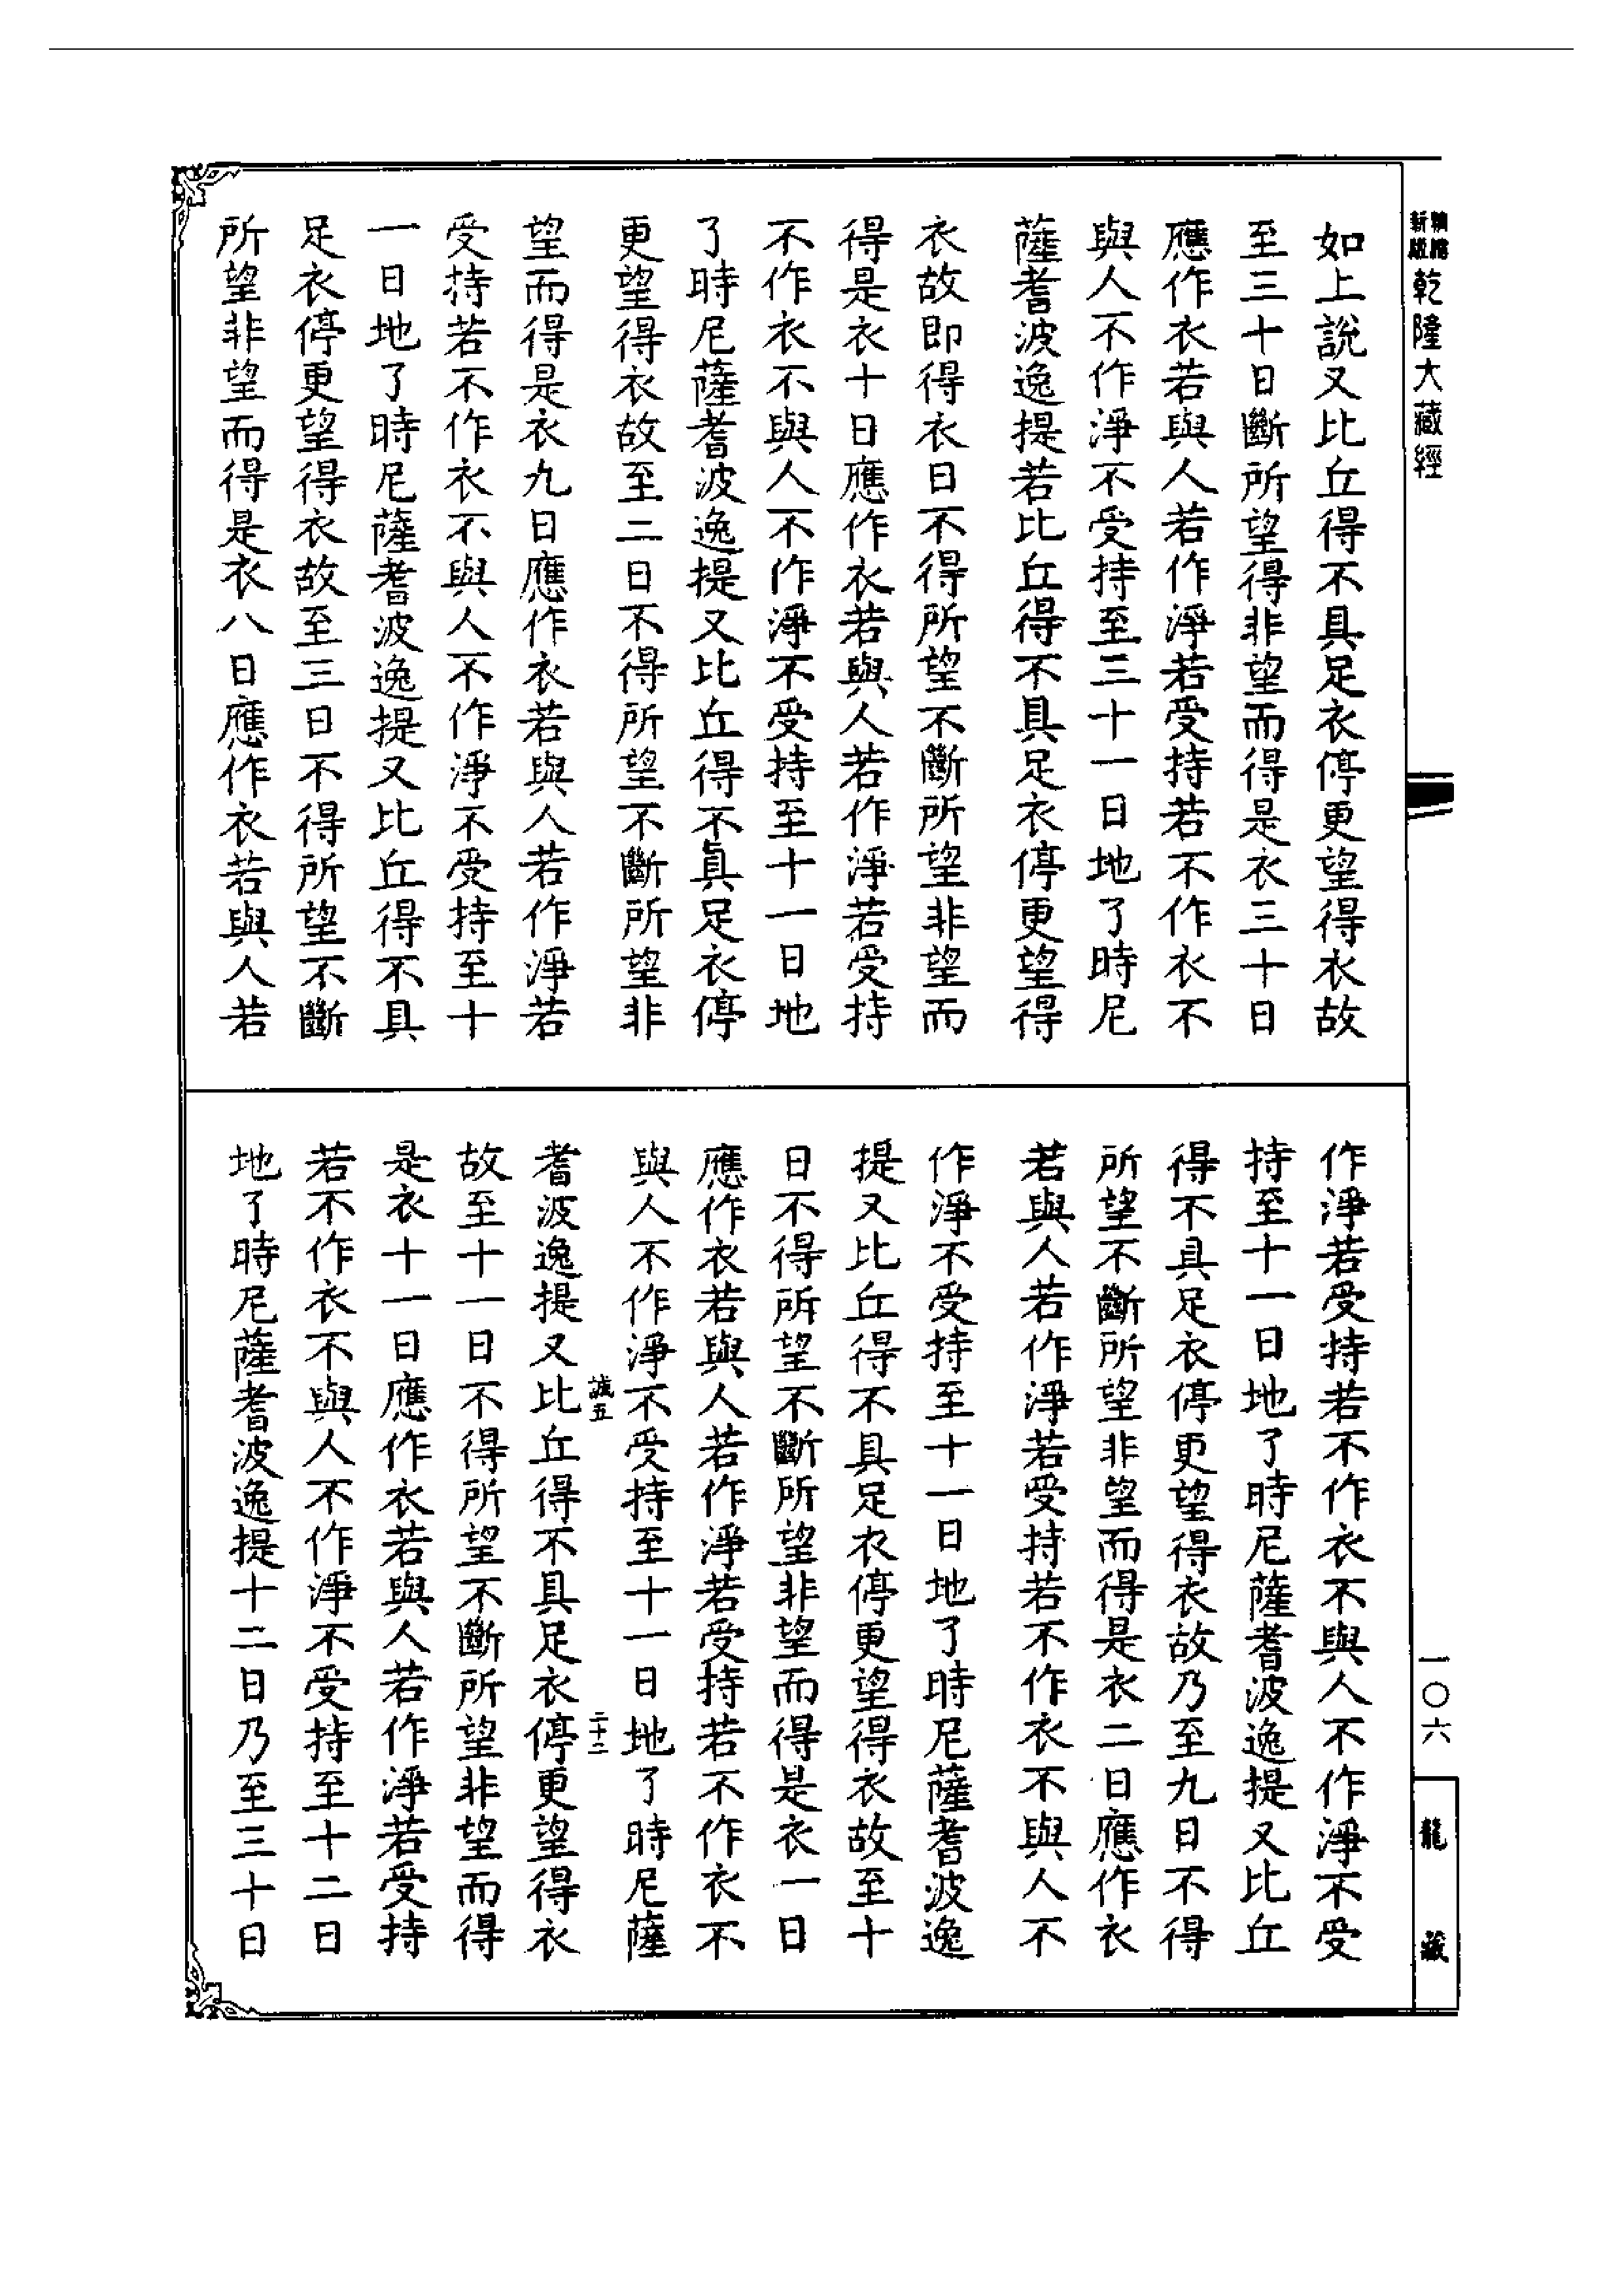 精編新版
乾隆大藏經
如上說又比丘得不具足衣停更望得衣故
至三十日斷所望得非望而得是衣三十日
應作衣若與人若作淨若受持若不作衣不
與人不作淨不受持至三十一日地了時尼
薩耆波逸提若比丘得不具足衣停更望得
衣故即得衣日不得所望不斷所望非望而
得是衣十日應作衣若與人若作淨若受持
不作衣不與人不作淨不受持至十一日地
了時尼薩耆波逸提又比丘得不眞足衣停
更望得衣故至二日不得所望不斷所望非
望而得是衣九日應作衣若與人若作淨若
受持若不作衣不與人不作淨不受持至十
一日地了時尼薩耆波逸提又比丘得不具
足衣停更望得衣故至三日不得所望不斷
所望非望而得是衣八日應作衣若與人若
作淨若受持若不作衣不與人不作淨不受
持至十一日地了時尼薩耆波逸提又比丘
得不具足衣停更望得衣故乃至九日不得
所望不斷所望非望而得是衣二日應作衣
若與人若作淨若受持若不作衣不與人不
作淨不受持至十一日地了時尼薩耆波逸
提又比丘得不具足衣停更望得衣故至十
日不得所望不斷所望非望而得是衣一日
應作衣若與人若作淨若受持若不作衣不
與人不作淨不受持至十一日地了時尼薩
誠五
二十二
耆波逸提又比丘得不具足衣停更望得衣
故至十一日不得所望不斷所望非望而得
是衣十一日應作衣若與人若作淨若受持
若不作衣不與人不作淨不受持至十二日
地了時尼薩耆波逸提十二日乃至三十日
一〇六
龍藏